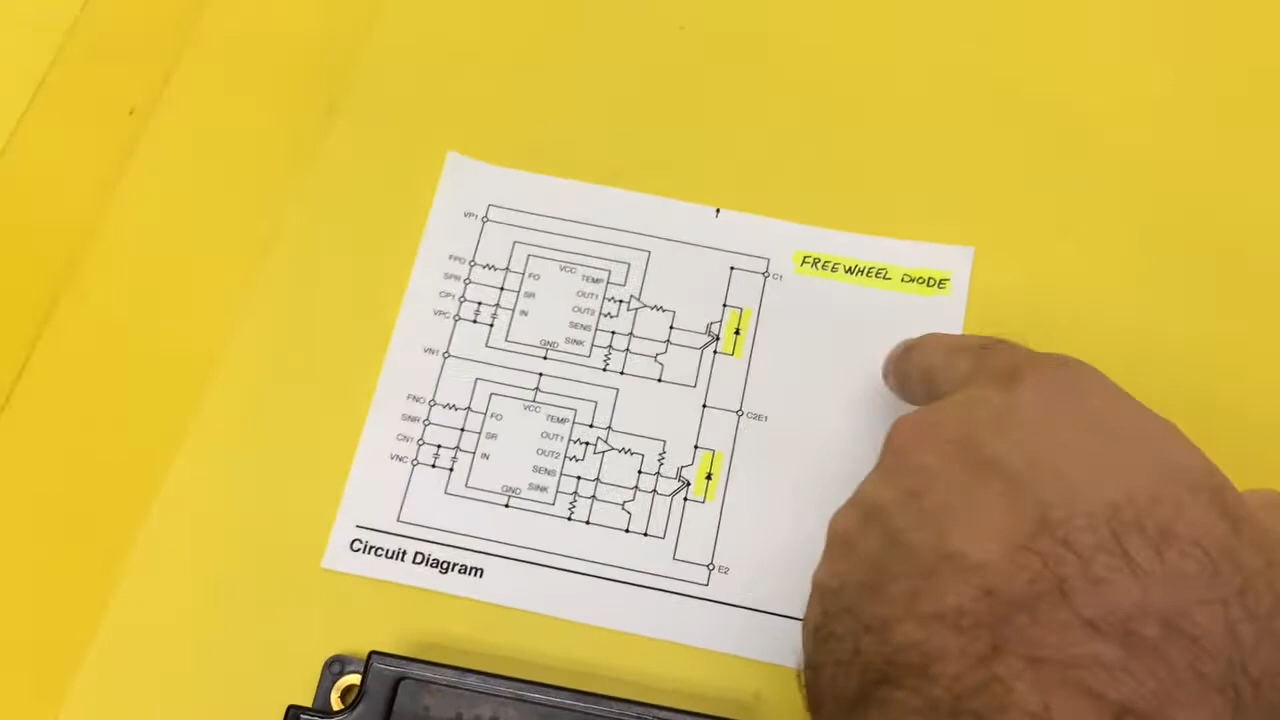 VP1
FREEWHEEL DIODE
C1
FPO
SPR
CP1
VPC
VCC
TEMP
FO
OUT1
SR
OUT2
IN
SENS
SINK
GND
VN1
C2E1
FNO
SNR
CN1
VNC
VCC
TEMP
FO
OUT1
SR
OUT2
IN
SENS
SINK
GND
E2
Circuit Diagram